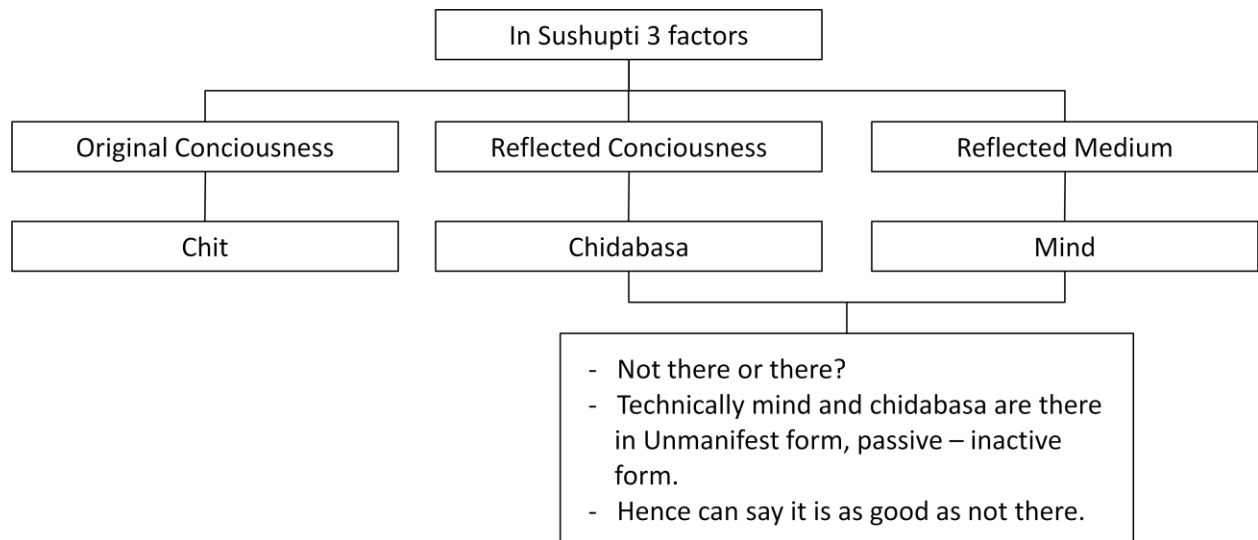 In Sushupti 3 factors
Original Conciousness
Reflected Conciousness
Reflected Medium
Chit
Chidabasa
Mind
- Not there or there?
- Technically mind and chidabasa are there
in Unmanifest form, passive – inactive
form.
- Hence can say it is as good as not there.